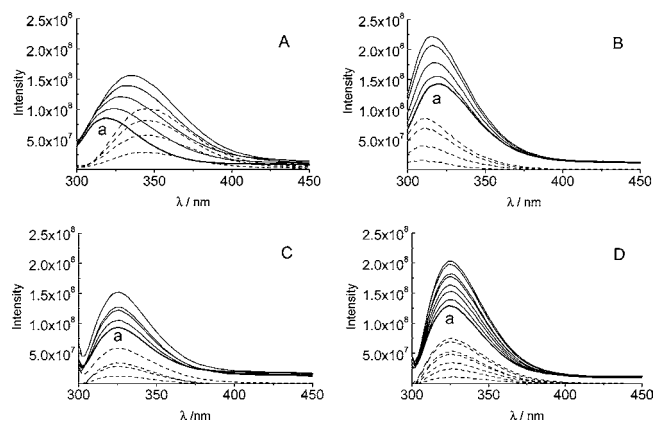 2.5x10⁸
2.0x10⁸
1.5x10⁸
1.0x10⁸
5.0x10⁷
Intensity
A
a
300 350 400 450
λ / nm
2.5x10⁸
2.0x10⁸
1.5x10⁸
1.0x10⁸
5.0x10⁷
Intensity
B
a
300 350 400 450
λ / nm
2.5x10⁸
2.0x10⁸
1.5x10⁸
1.0x10⁸
5.0x10⁷
Intensity
C
a
300 350 400 450
λ / nm
2.5x10⁸
2.0x10⁸
1.5x10⁸
1.0x10⁸
5.0x10⁷
Intensity
D
a
300 350 400 450
λ / nm